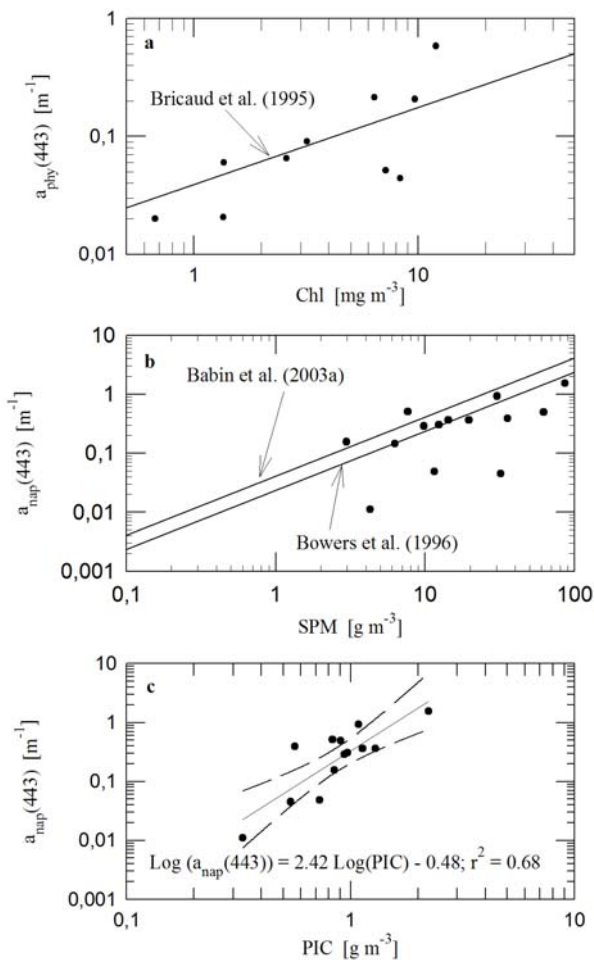 1
a
a_phy(443) [m⁻¹]
Bricaud et al. (1995)
0,1
0,01
1
10
Chl [mg m⁻³]
10
b
a_nap(443) [m⁻¹]
1
Babin et al. (2003a)
0,1
0,01
Bowers et al. (1996)
0,001
0,1
1
10
100
SPM [g m⁻³]
10
c
a_nap(443) [m⁻¹]
1
0,1
0,01
Log (a_nap(443)) = 2.42 Log(PIC) - 0.48; r² = 0.68
0,001
0,1
1
10
PIC [g m⁻³]